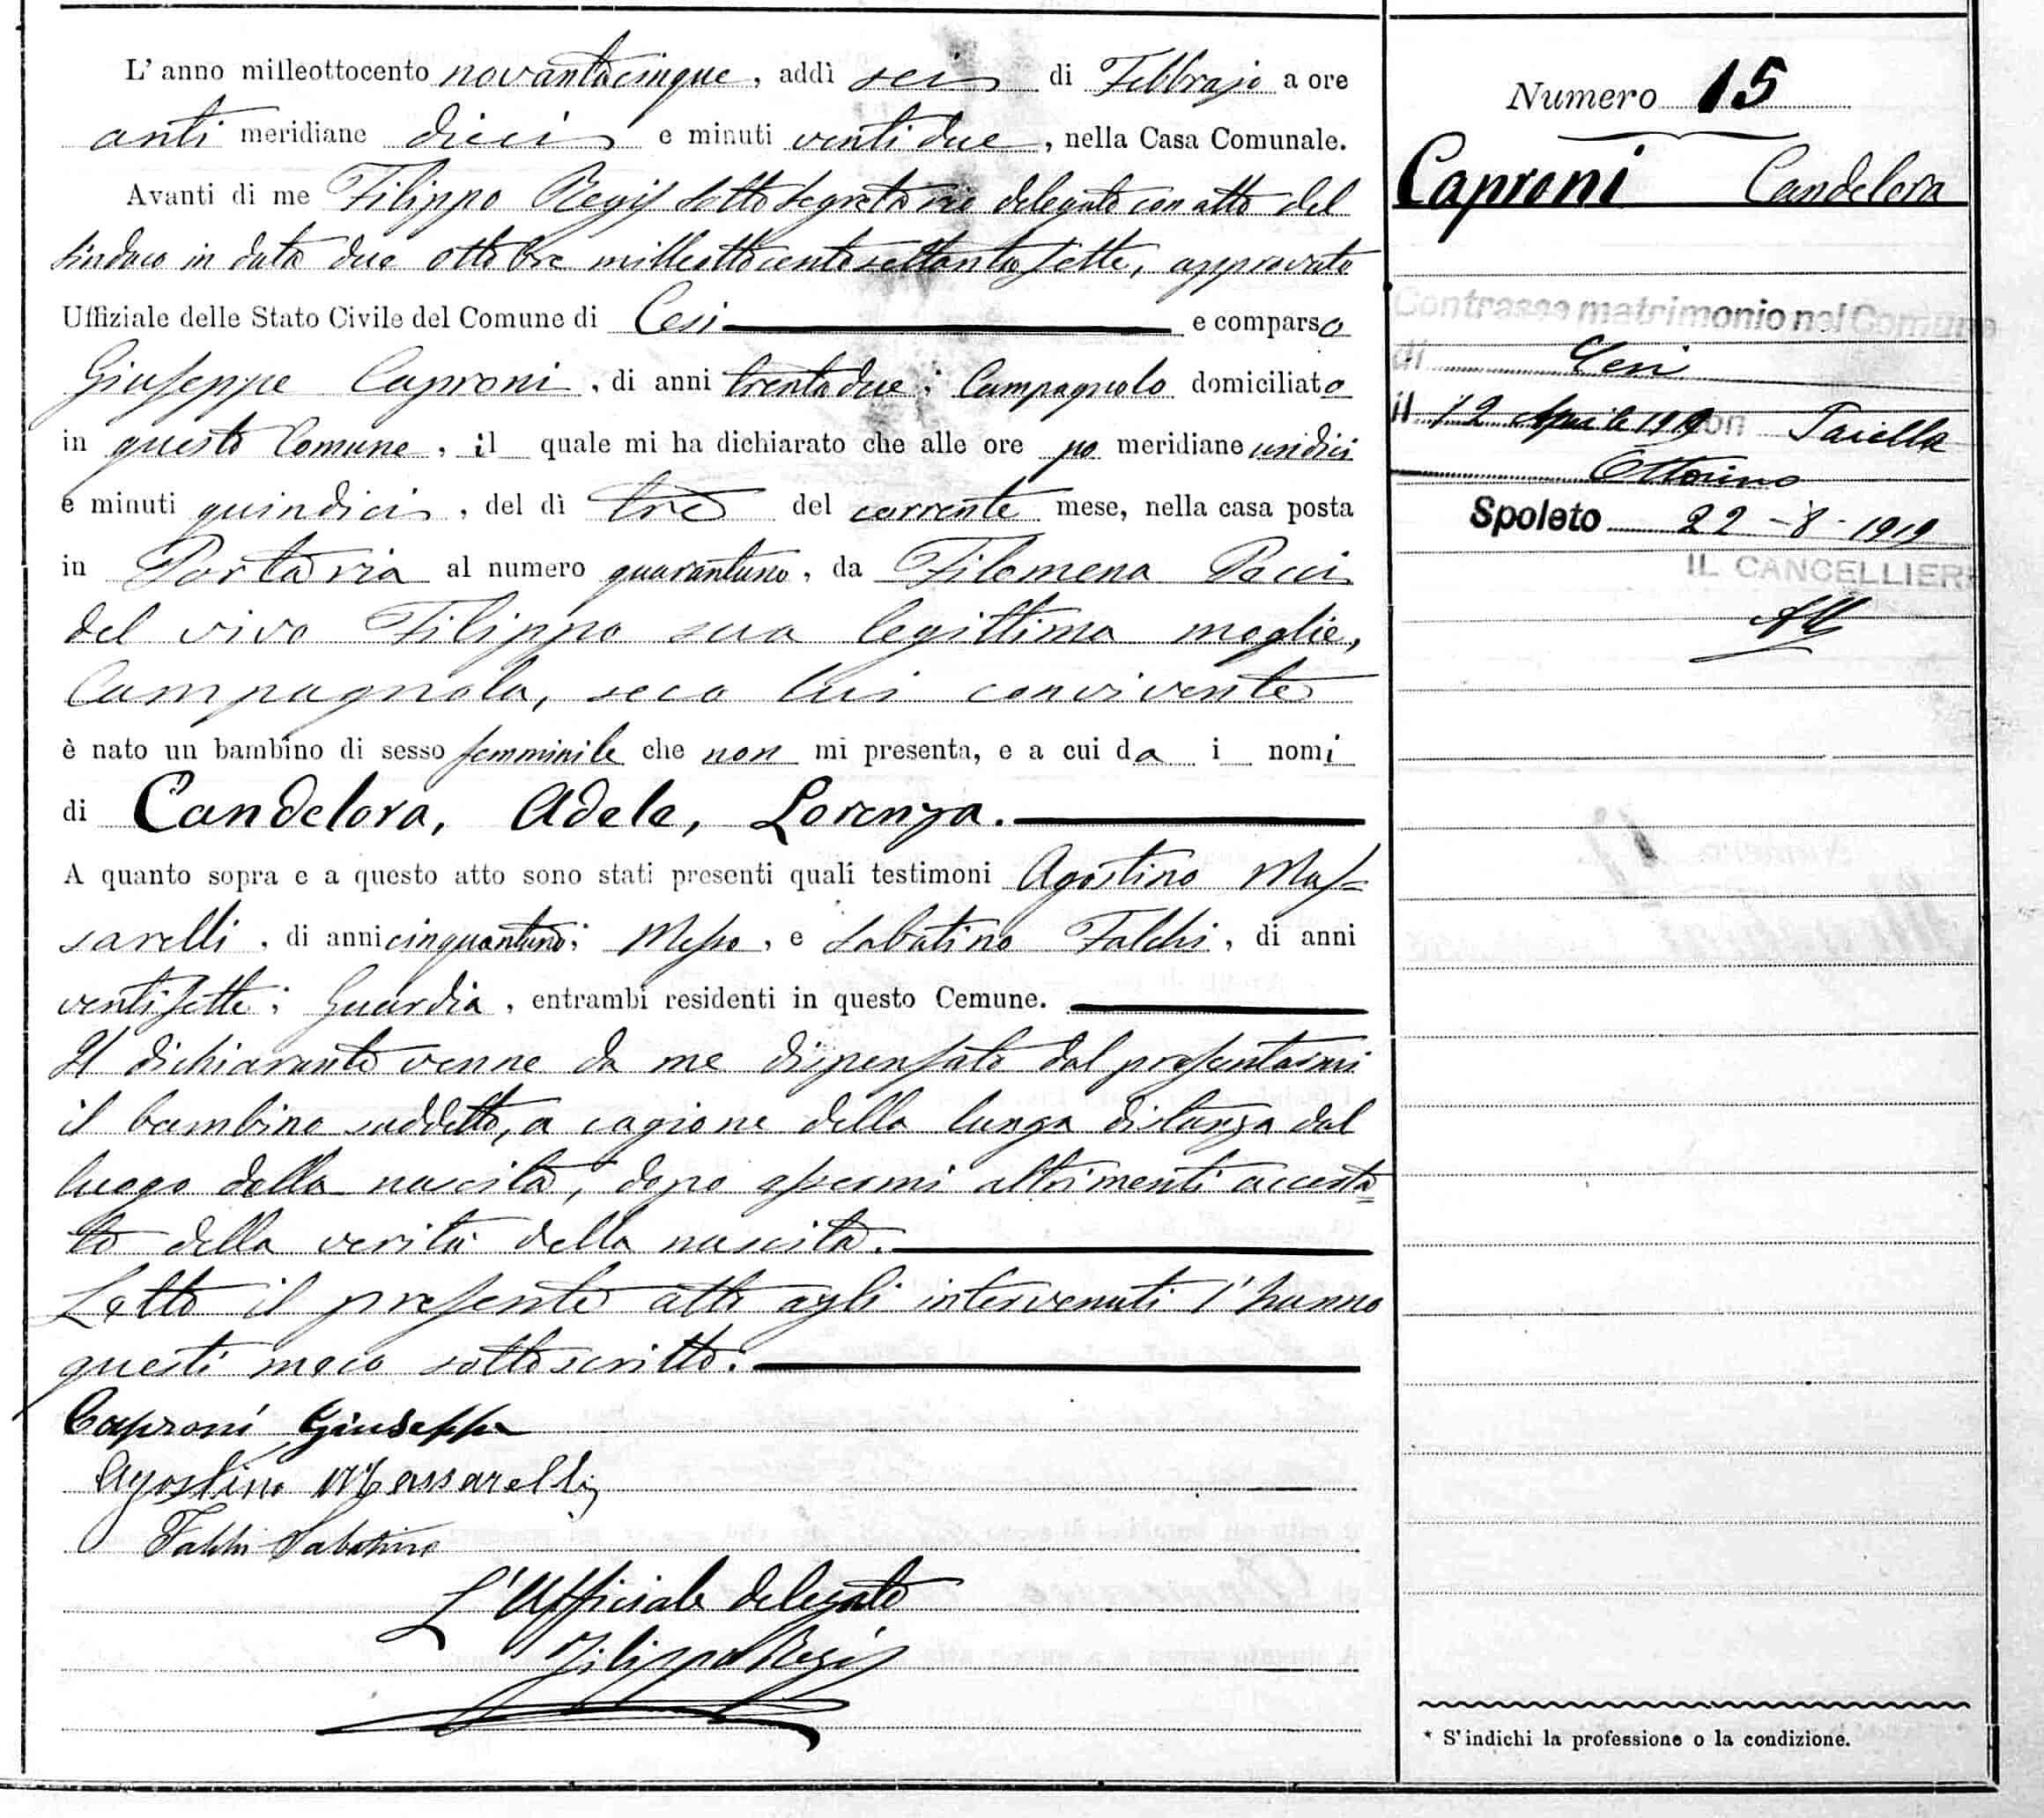 L' anno milleottocento novantacinque, addì sei di Febbrajo a ore
anti meridiane dieci e minuti ventidue, nella Casa Comunale.
Avanti di me Filippo Regis sottosegretario delegato con atto del
sindaco in data due ottobre milleottocentosettantasette, approvato
Uffiziale delle Stato Civile del Comune di Cesi e comparso
Giuseppe Caproni, di anni trentadue; Campagnolo domiciliato
in questo Comune, il quale mi ha dichiarato che alle ore po meridiane undici
e minuti quindici, del dì tre del corrente mese, nella casa posta
in Portaria al numero quarantuno, da Filomena Pacci
del vivo Filippo sua legittima moglie,
Campagnola, seco lui convivente
è nato un bambino di sesso femminile che non mi presenta, e a cui da i nomi
di Candelora, Adele, Lorenza.
A quanto sopra e a questo atto sono stati presenti quali testimoni Agostino Mas-
sarelli, di anni cinquantuno; Messo, e Sabatino Falchi, di anni
ventisette; Guardia, entrambi residenti in questo Cemune.
Il dichiarante venne da me dispensato dal presentarmi
il bambino suddetto, a cagione della lunga distanza dal
luogo della nascita, dopo essermi altrimenti accerta=
to della verità della nascita.
Letto il presente atto agli intervenuti l'hanno
questi meco sottoscritto.
Caproni Giuseppe
Agostino Massarelli
Falchi Sabatino
L'Ufficiale delegato
Filippo Regis
Numero 15
Caproni Candelora
Contrasse matrimonio nel Comune
di Cesi
il 12 Aprile 1919 con Paiella
Ottorino
Spoleto 22-8-1919
IL CANCELLIERE
* S'indichi la professione o la condizione.